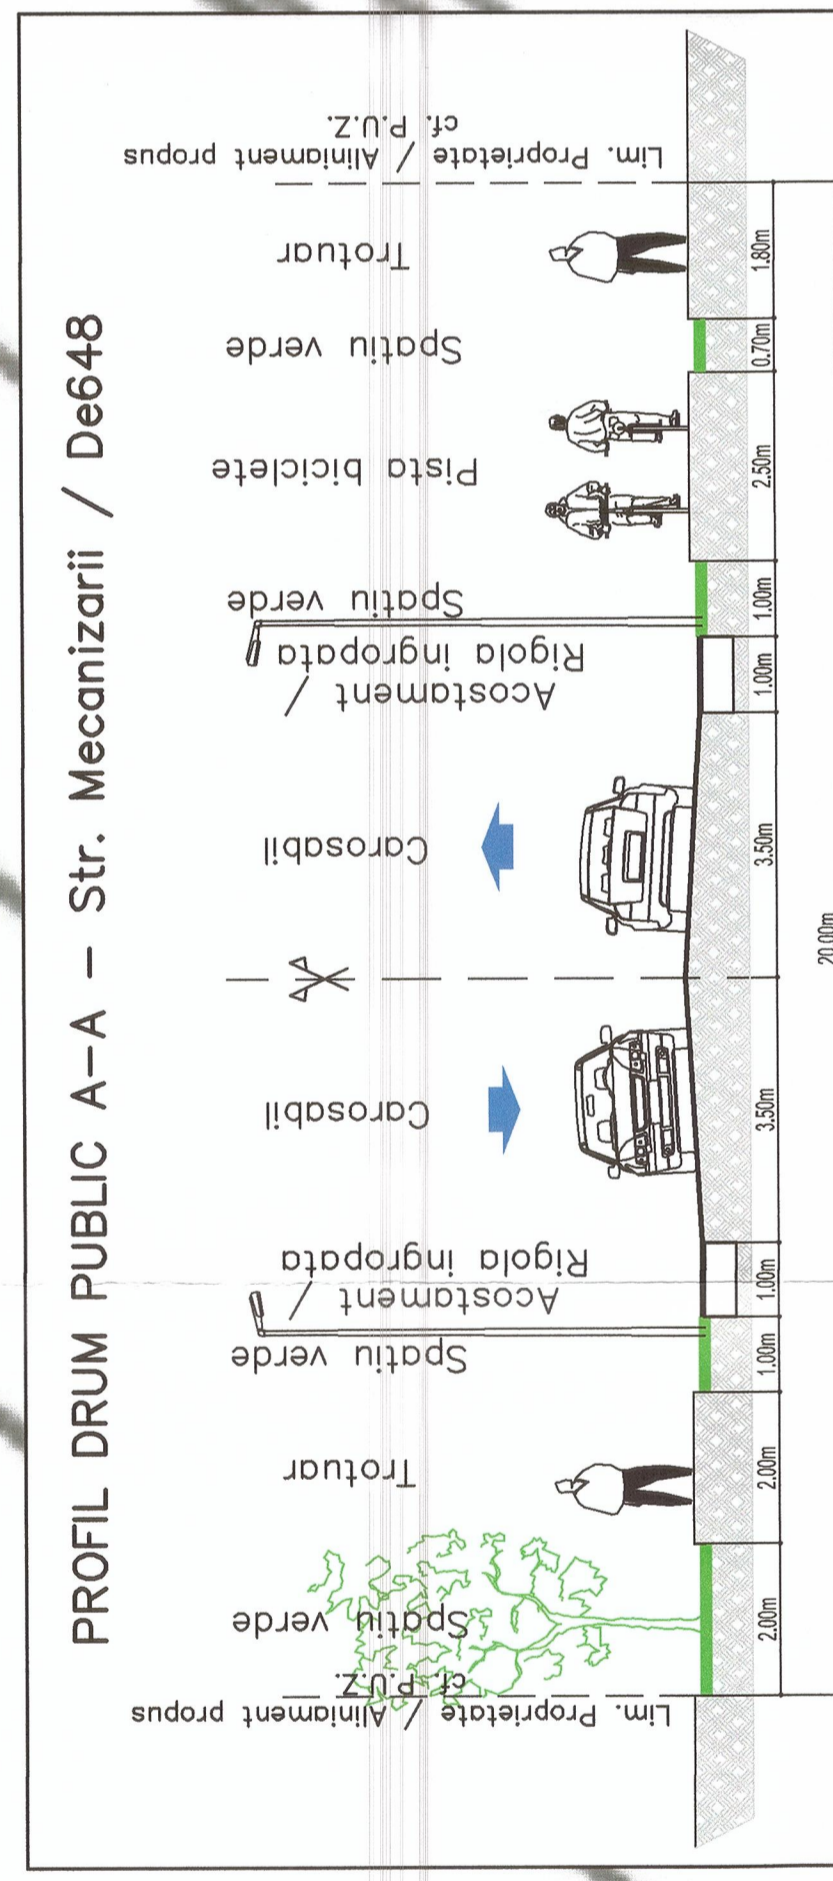 PROFIL DRUM PUBLIC A-A - Str. Mecanizarii / De648
Lim. Proprietate / Aliniament propus
cf. P.U.Z.
Spatiu verde
Trotuar
Spatiu verde
Acostament /
Rigola ingropata
Carosabil
Carosabil
Acostament /
Rigola ingropata
Spatiu verde
Pista biciclete
Spatiu verde
Trotuar
Lim. Proprietate / Aliniament propus
cf. P.U.Z.
2.00m
2.00m
1.00m
1.00m
3.50m
3.50m
1.00m
1.00m
2.50m
0.70m
1.80m
20.00m